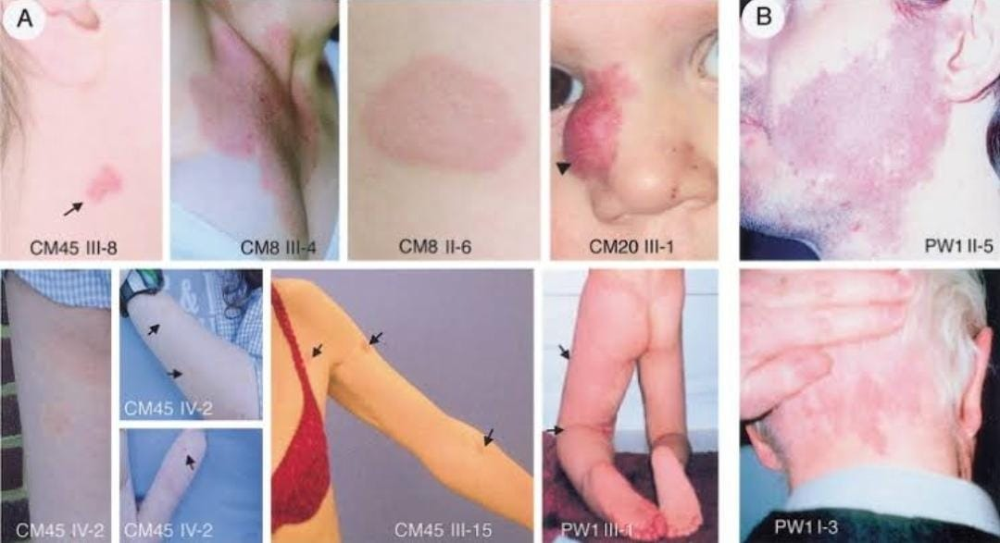 A
B
CM45 III-8
CM8 III-4
CM8 II-6
CM20 III-1
PW1 II-5
CM45 IV-2
CM45 IV-2
CM45 IV-2
CM45 III-15
PW1 III-1
PW1 I-3